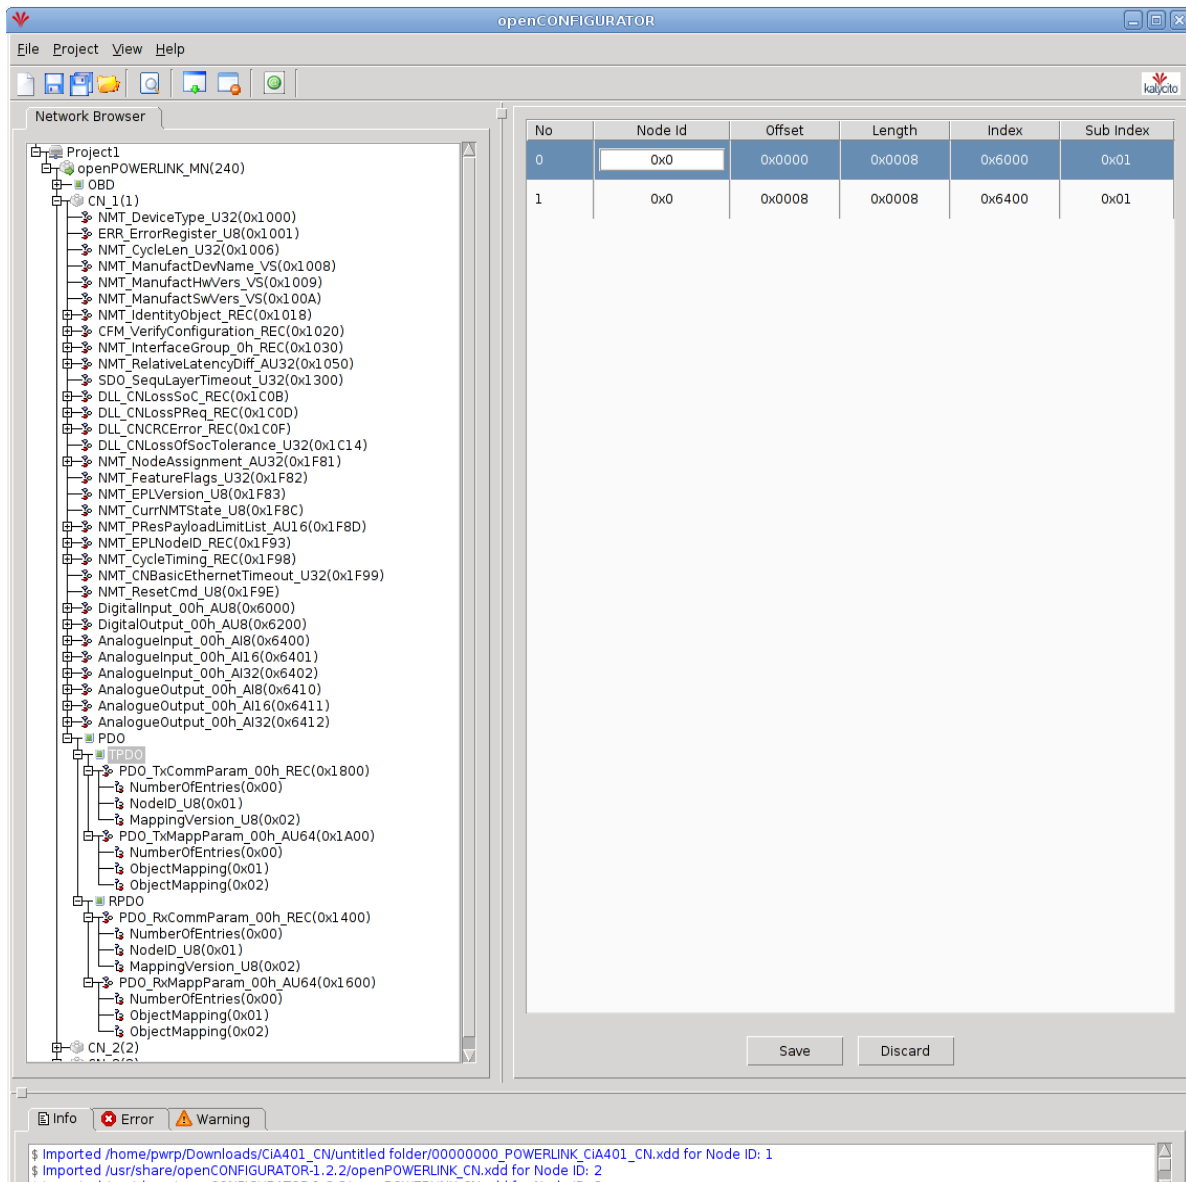 openCONFIGURATOR
File Project View Help
kalycito
Network Browser
Project1
openPOWERLINK_MN(240)
OBD
CN_1(1)
NMT_DeviceType_U32(0x1000)
ERR_ErrorRegister_U8(0x1001)
NMT_CycleLen_U32(0x1006)
NMT_ManufactDevName_VS(0x1008)
NMT_ManufactHwVers_VS(0x1009)
NMT_ManufactSwVers_VS(0x100A)
NMT_IdentityObject_REC(0x1018)
CFM_VerifyConfiguration_REC(0x1020)
NMT_InterfaceGroup_0h_REC(0x1030)
NMT_RelativeLatencyDiff_AU32(0x1050)
SDO_SequLayerTimeout_U32(0x1300)
DLL_CNLossSoC_REC(0x1C0B)
DLL_CNLossPReq_REC(0x1C0D)
DLL_CNCRCError_REC(0x1C0F)
DLL_CNLossOfSocTolerance_U32(0x1C14)
NMT_NodeAssignment_AU32(0x1F81)
NMT_FeatureFlags_U32(0x1F82)
NMT_EPLVersion_U8(0x1F83)
NMT_CurrNMTState_U8(0x1F8C)
NMT_PResPayloadLimitList_AU16(0x1F8D)
NMT_EPLNodeID_REC(0x1F93)
NMT_CycleTiming_REC(0x1F98)
NMT_CNBasicEthernetTimeout_U32(0x1F99)
NMT_ResetCmd_U8(0x1F9E)
DigitalInput_00h_AU8(0x6000)
DigitalOutput_00h_AU8(0x6200)
AnalogueInput_00h_AI8(0x6400)
AnalogueInput_00h_AI16(0x6401)
AnalogueInput_00h_AI32(0x6402)
AnalogueOutput_00h_AI8(0x6410)
AnalogueOutput_00h_AI16(0x6411)
AnalogueOutput_00h_AI32(0x6412)
PDO
TPDO
PDO_TxCommParam_00h_REC(0x1800)
NumberOfEntries(0x00)
NodeID_U8(0x01)
MappingVersion_U8(0x02)
PDO_TxMappParam_00h_AU64(0x1A00)
NumberOfEntries(0x00)
ObjectMapping(0x01)
ObjectMapping(0x02)
RPDO
PDO_RxCommParam_00h_REC(0x1400)
NumberOfEntries(0x00)
NodeID_U8(0x01)
MappingVersion_U8(0x02)
PDO_RxMappParam_00h_AU64(0x1600)
NumberOfEntries(0x00)
ObjectMapping(0x01)
ObjectMapping(0x02)
CN_2(2)
No Node Id Offset Length Index Sub Index
0 0x0 0x0000 0x0008 0x6000 0x01
1 0x0 0x0008 0x0008 0x6400 0x01
Save Discard
Info Error Warning
$ Imported /home/pwrp/Downloads/CiA401_CN/untitled folder/00000000_POWERLINK_CiA401_CN.xdd for Node ID: 1
$ Imported /usr/share/openCONFIGURATOR-1.2.2/openPOWERLINK_CN.xdd for Node ID: 2